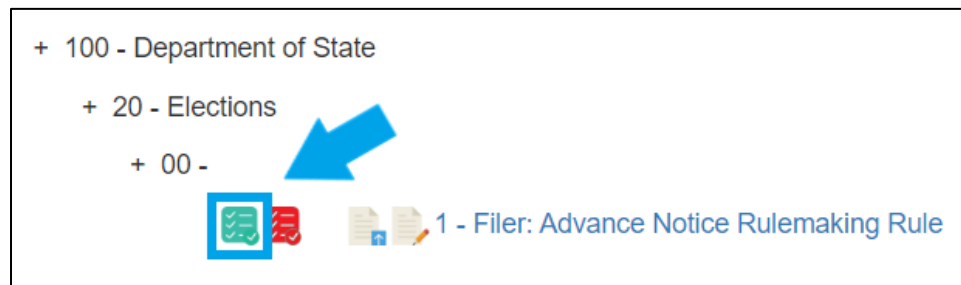 + 100 - Department of State
+ 20 - Elections
+ 00 -
1 - Filer: Advance Notice Rulemaking Rule